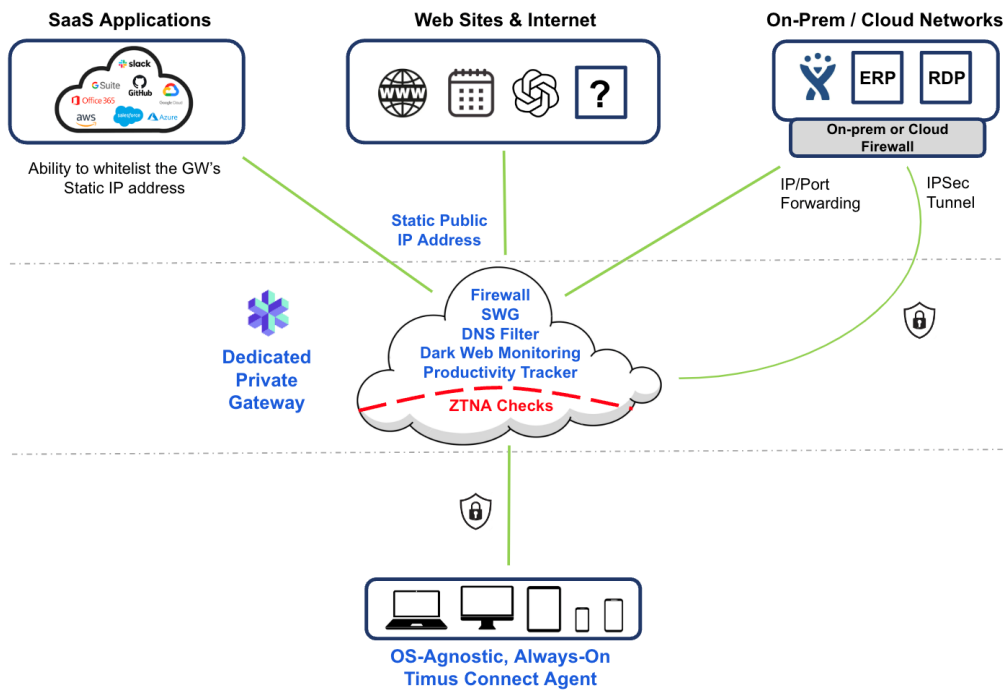 SaaS Applications
Web Sites & Internet
On-Prem / Cloud Networks
slack
G Suite
GitHub
Office 365
Google Cloud
aws
salesforce
Azure
WWW
?
ERP
RDP
On-prem or Cloud
Firewall
Ability to whitelist the GW's
Static IP address
Static Public
IP Address
IP/Port
Forwarding
IPSec
Tunnel
Dedicated
Private
Gateway
Firewall
SWG
DNS Filter
Dark Web Monitoring
Productivity Tracker
ZTNA Checks
OS-Agnostic, Always-On
Timus Connect Agent